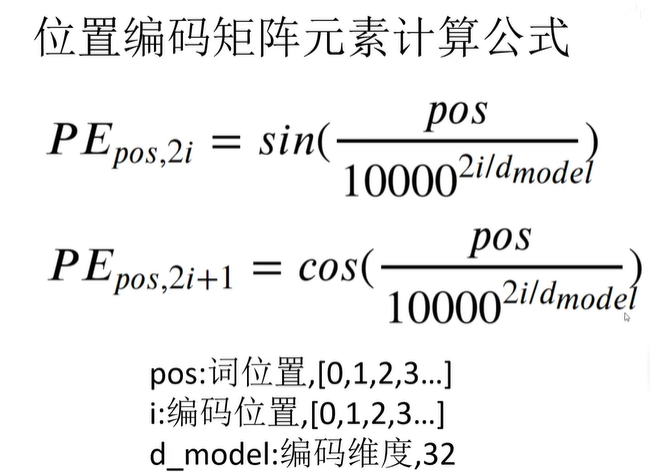 位置编码矩阵元素计算公式
PE_{pos,2i} = sin(\frac{pos}{10000^{2i/d_{model}}})
PE_{pos,2i+1} = cos(\frac{pos}{10000^{2i/d_{model}}})
pos:词位置,[0,1,2,3...]
i:编码位置,[0,1,2,3...]
d_model:编码维度,32